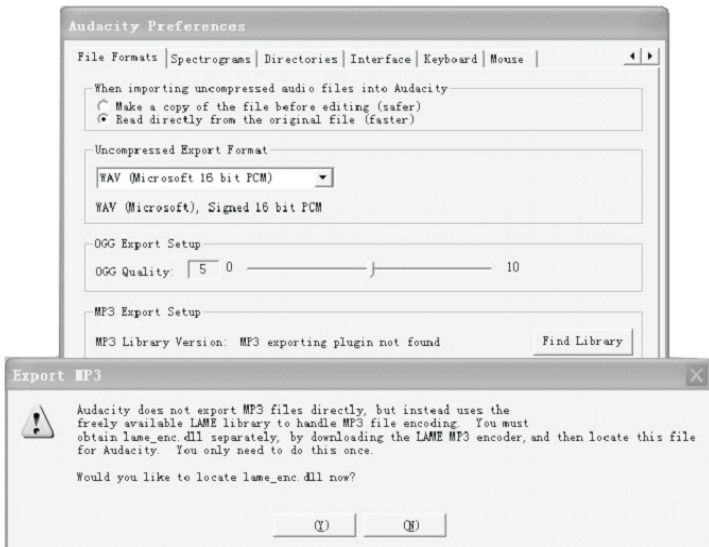 Audacity Preferences
File Formats Spectrograms Directories Interface Keyboard Mouse
When importing uncompressed audio files into Audacity
Make a copy of the file before editing (safer)
Read directly from the original file (faster)
Uncompressed Export Format
WAV (Microsoft 16 bit PCM)
WAV (Microsoft), Signed 16 bit PCM
OGG Export Setup
OGG Quality: 5 0 10
MP3 Export Setup
MP3 Library Version: MP3 exporting plugin not found Find Library
Export MP3
Audacity does not export MP3 files directly, but instead uses the
freely available LAME library to handle MP3 file encoding. You must
obtain lame_enc.dll separately, by downloading the LAME MP3 encoder, and then locate this file
for Audacity. You only need to do this once.
Would you like to locate lame_enc.dll now?
(Y) (N)